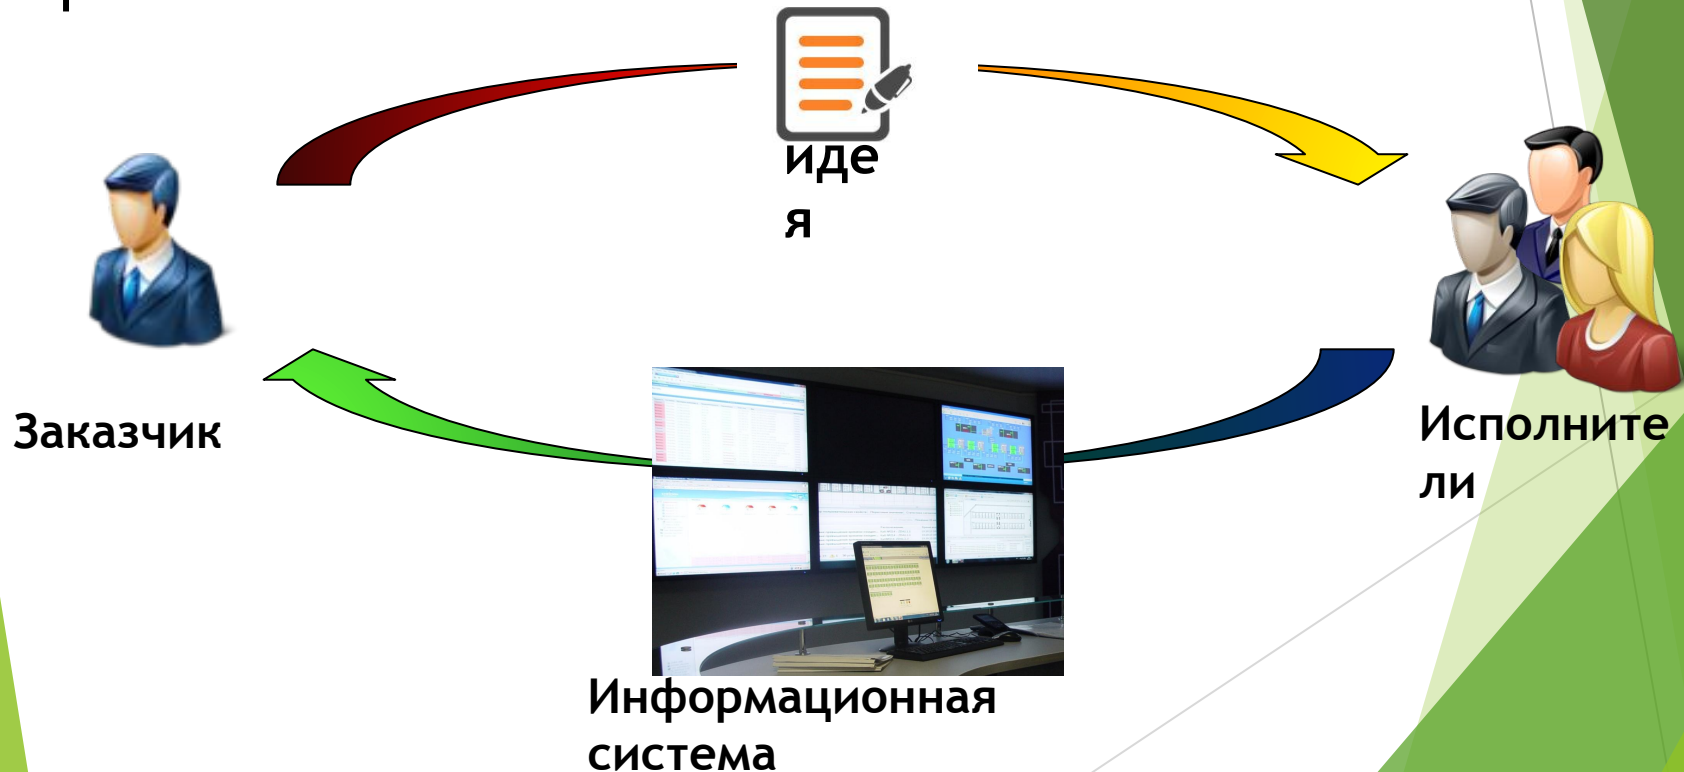 иде
я
Заказчик
Исполните
ли
Информационная
система